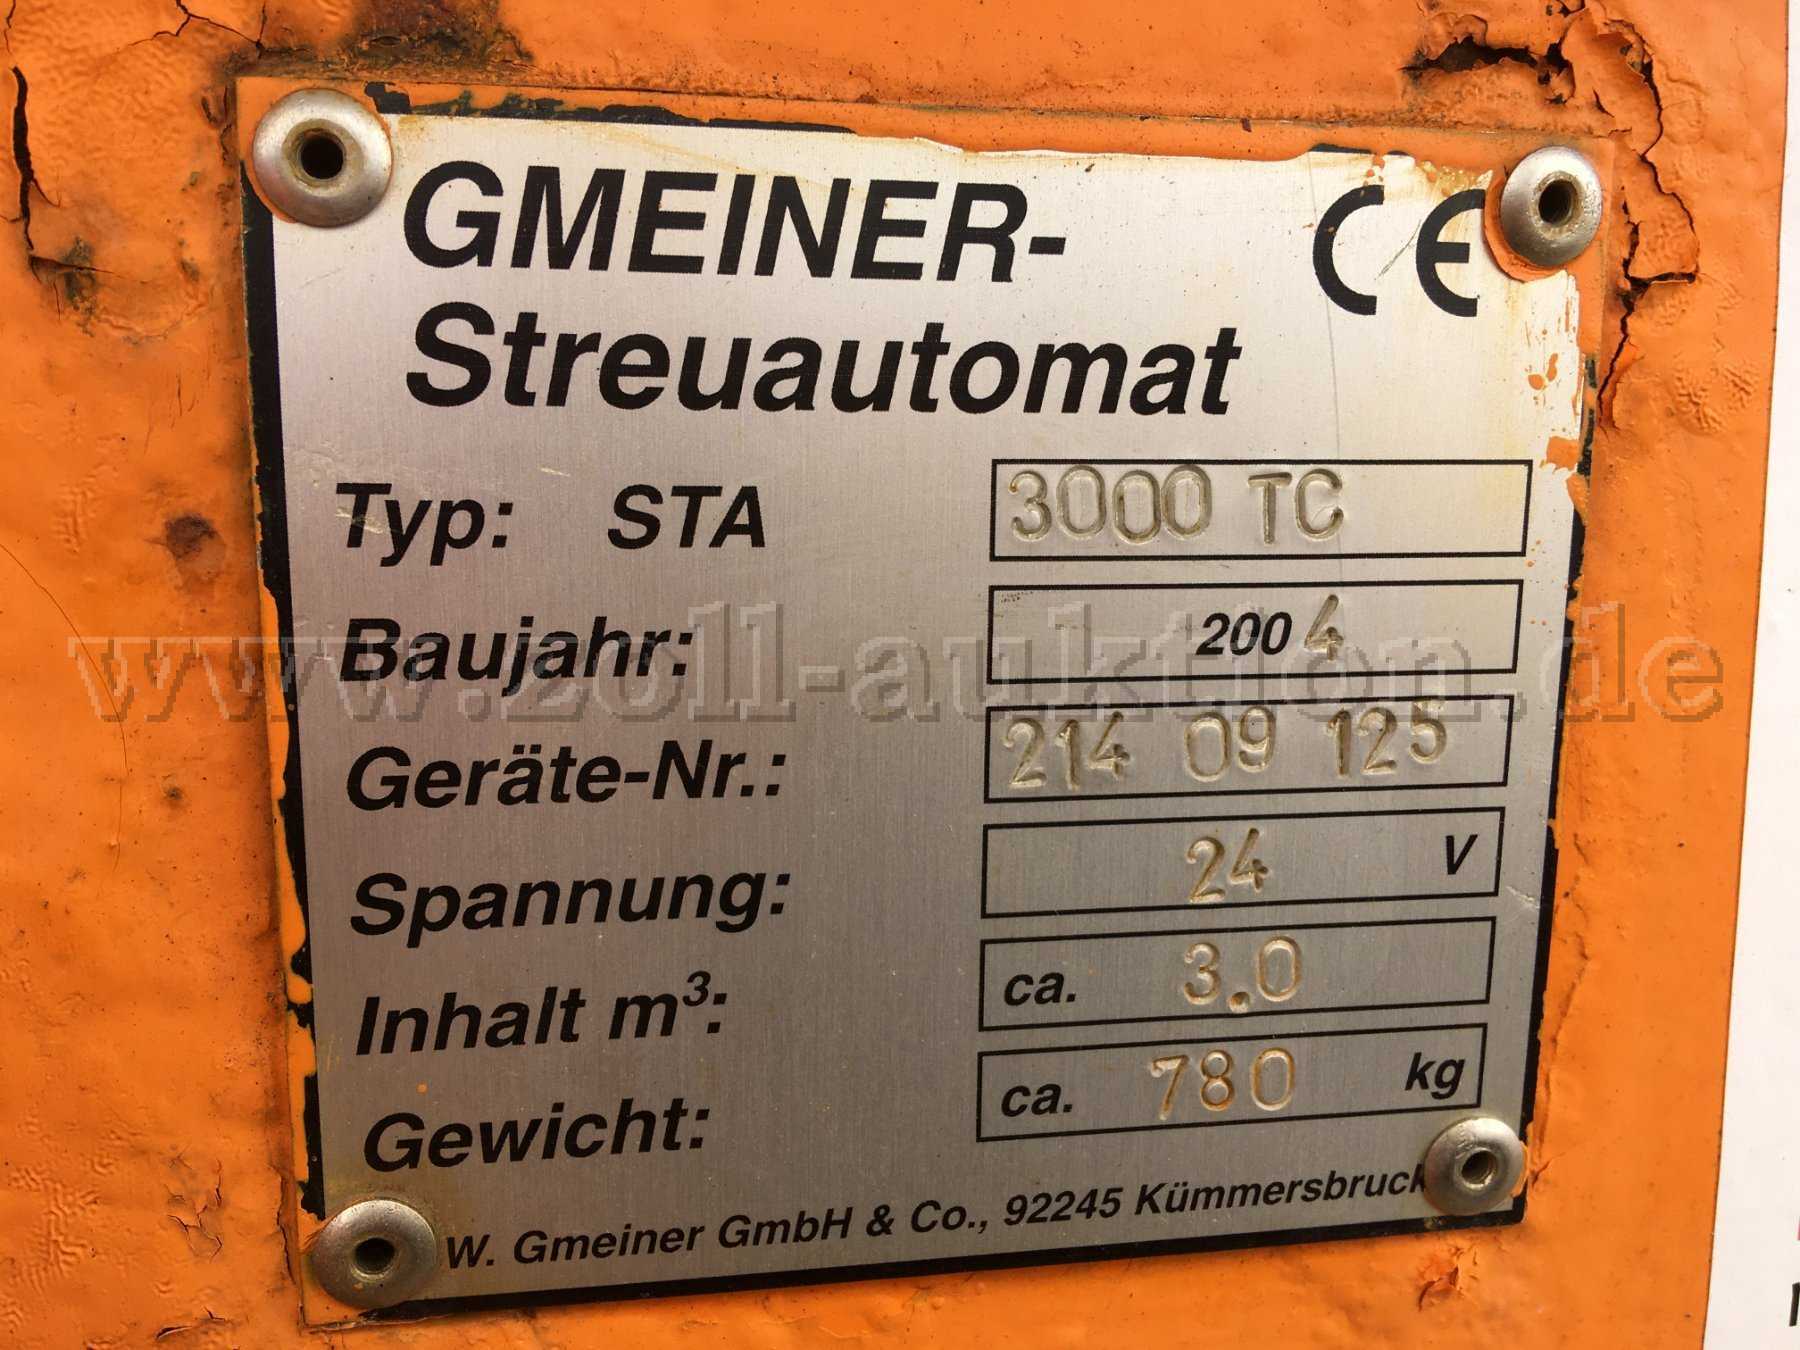 GMEINER- CE
Streuautomat
Typ: STA 3000 TC
Baujahr: 2004
Geräte-Nr.: 214 09 125
Spannung: 24 V
Inhalt m³: ca. 3.0
Gewicht: ca. 780 kg
W. Gmeiner GmbH & Co., 92245 Kümmersbruck
www.zoll-auktion.de